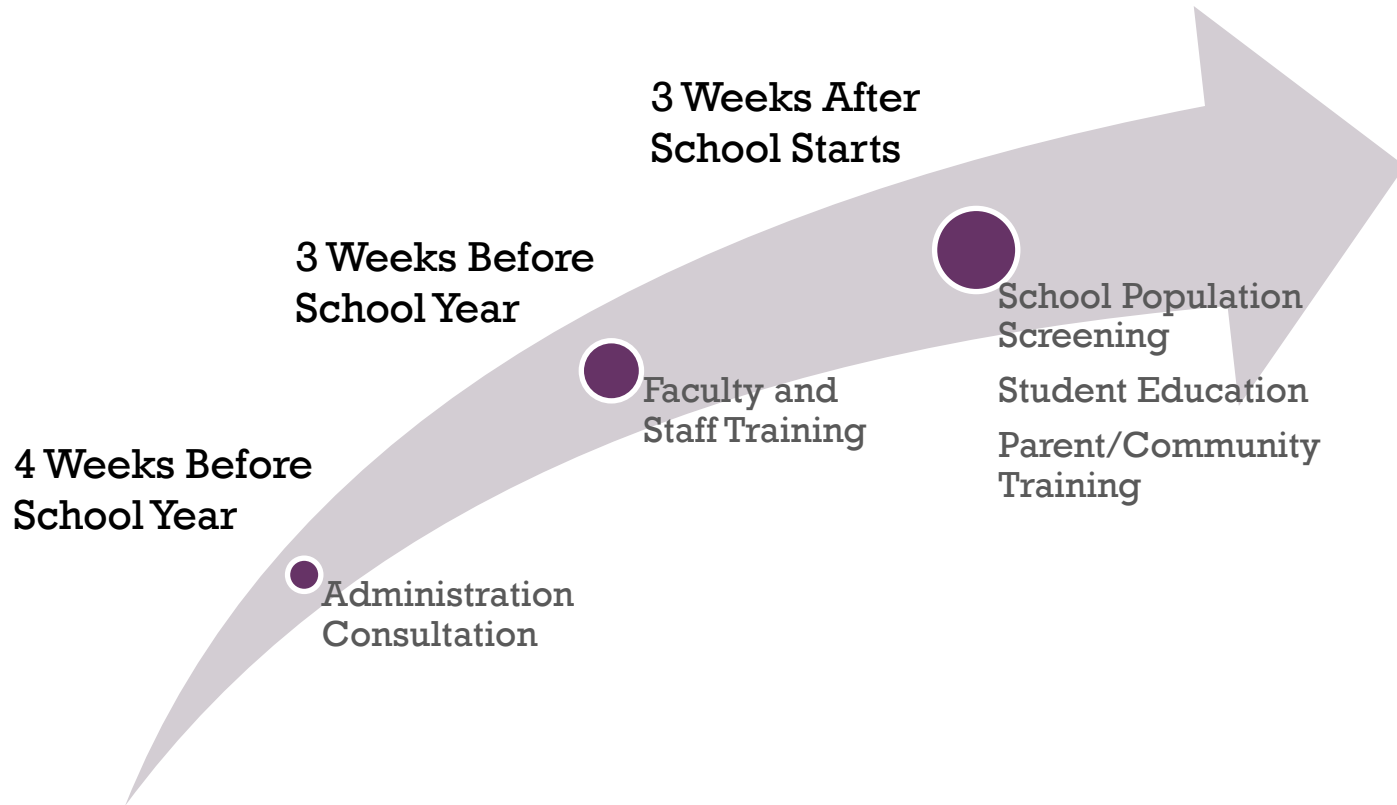 4 Weeks Before
School Year
Administration
Consultation
3 Weeks Before
School Year
Faculty and
Staff Training
3 Weeks After
School Starts
School Population
Screening
Student Education
Parent/Community
Training